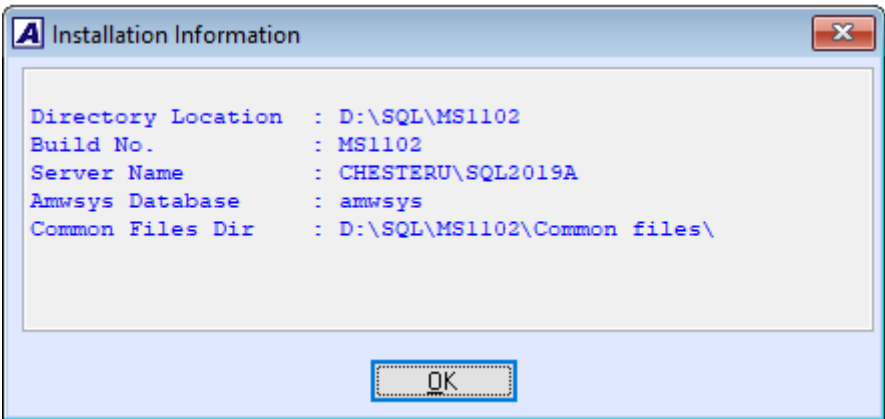 A Installation Information
Directory Location : D:\SQL\MS1102
Build No. : MS1102
Server Name : CHESTERU\SQL2019A
Amwsys Database : amwsys
Common Files Dir : D:\SQL\MS1102\Common files\
OK